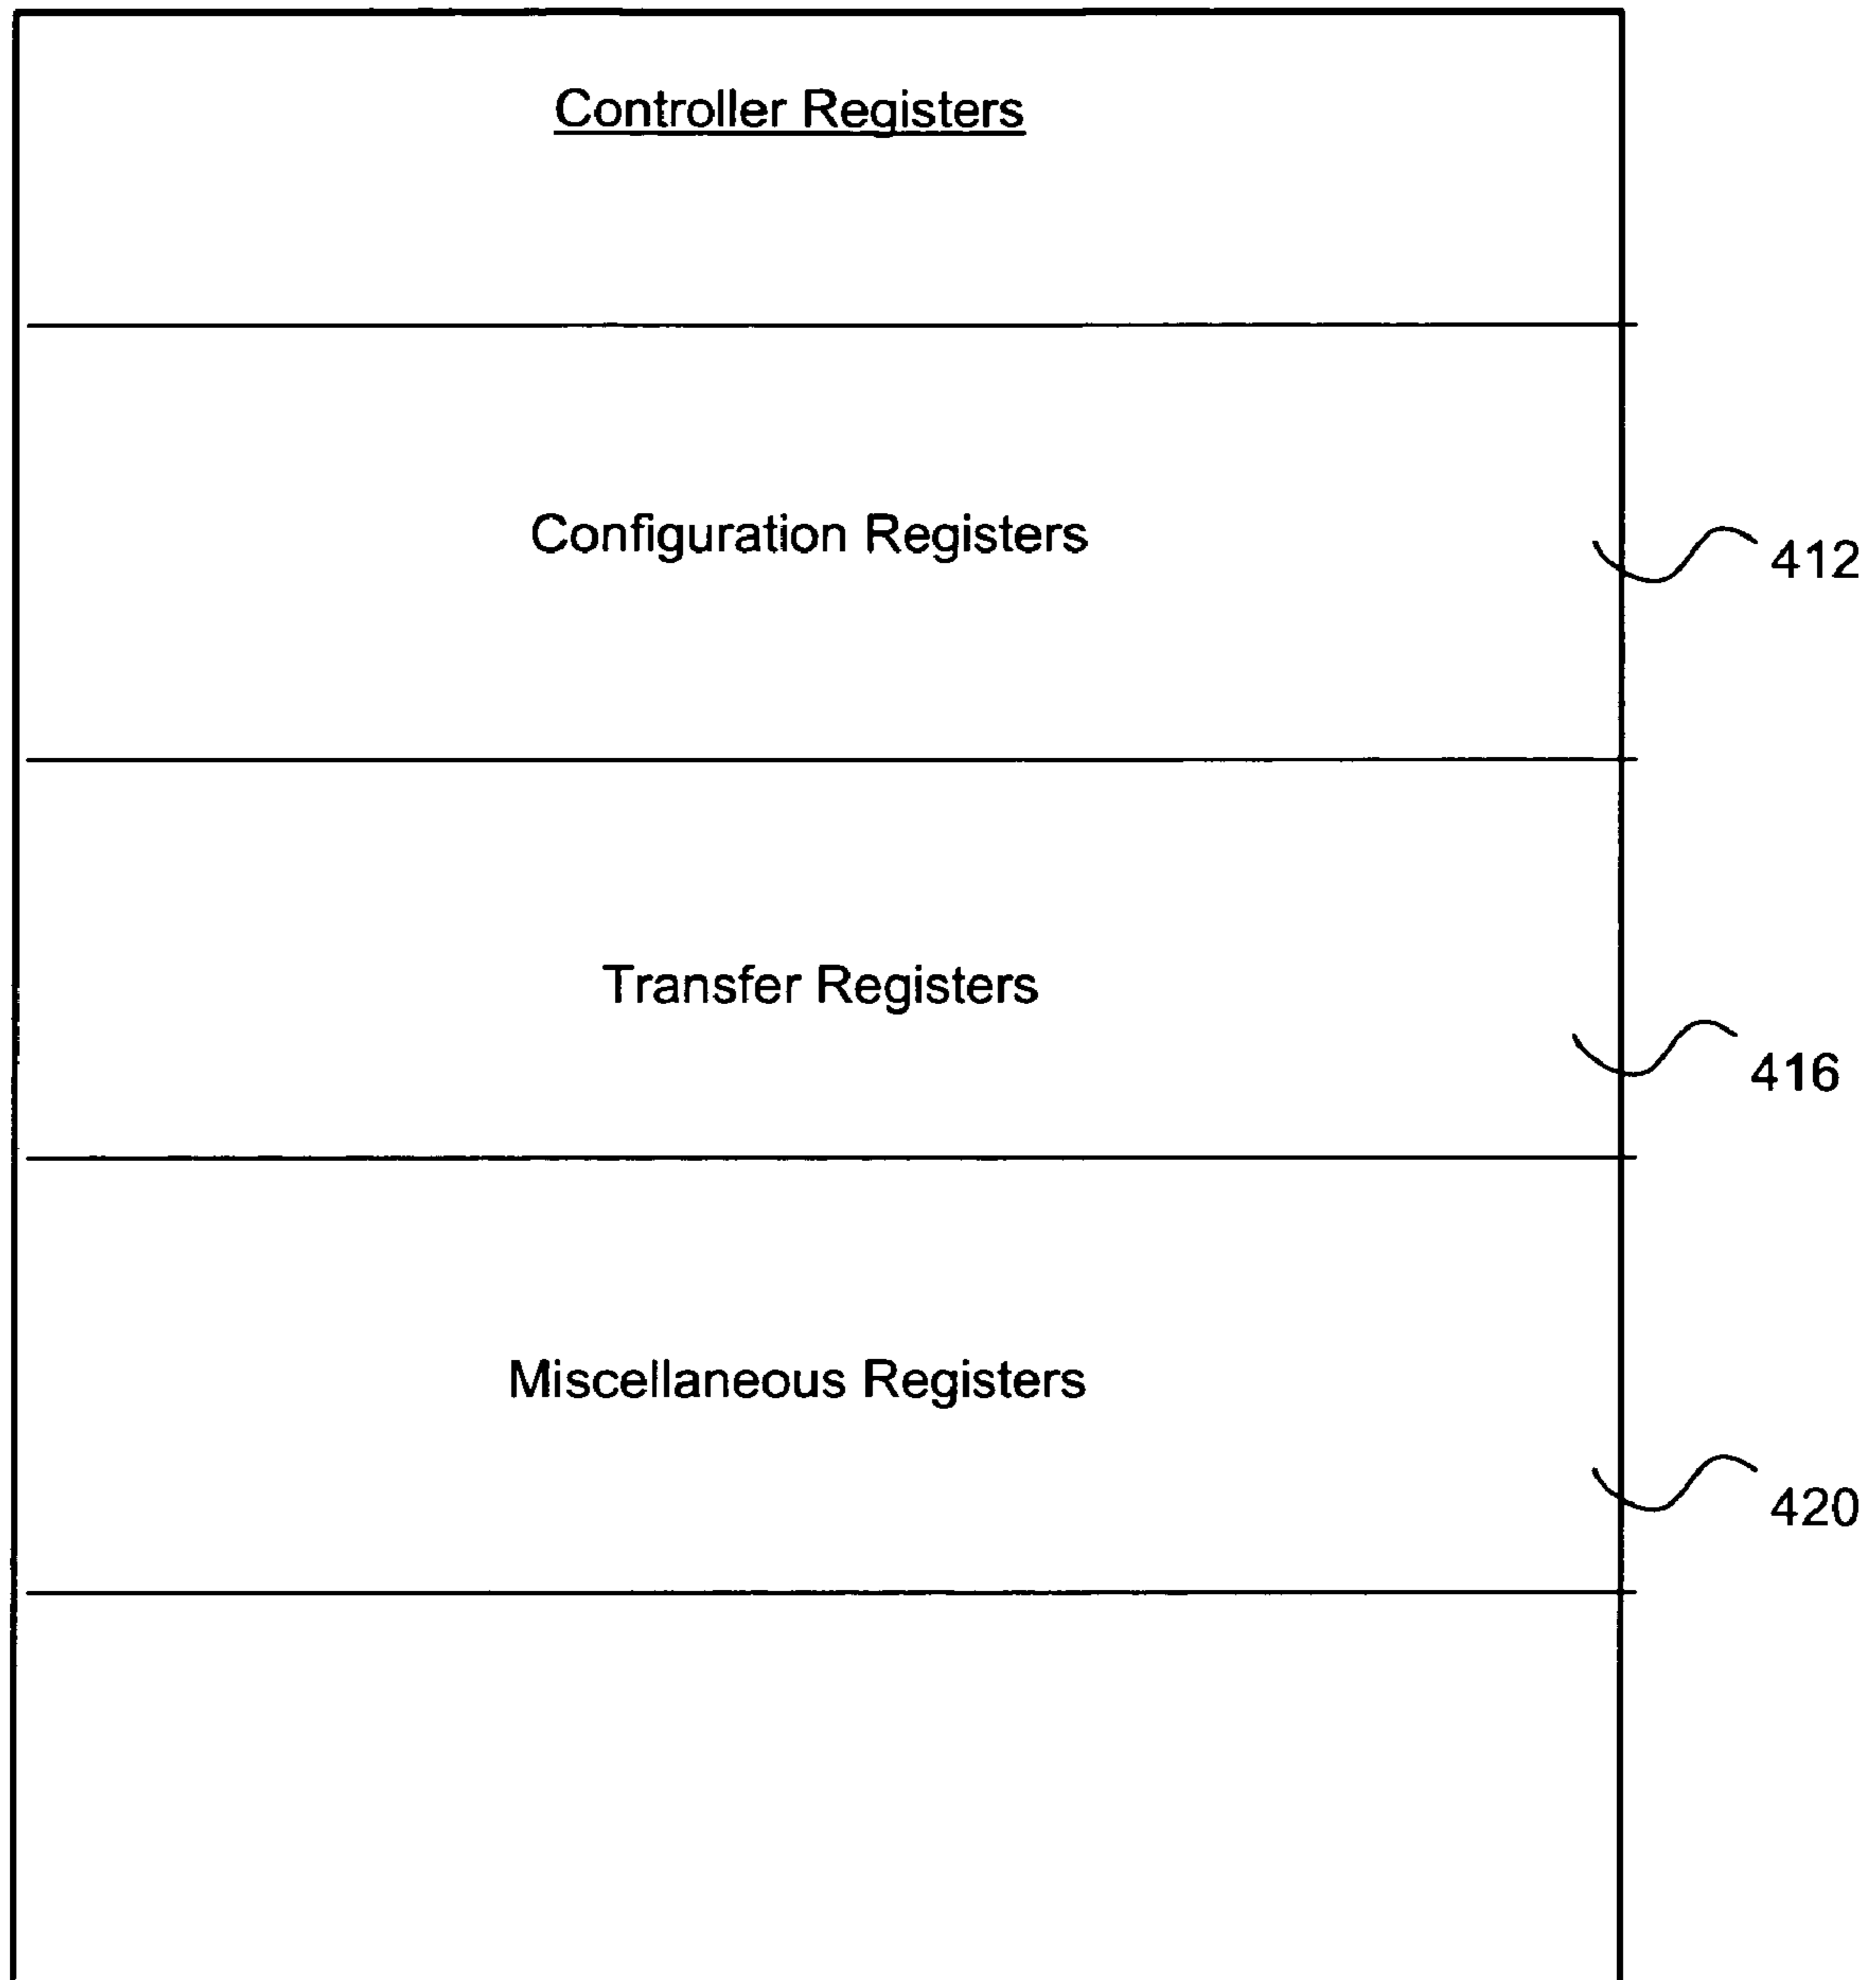 Controller Registers
Configuration Registers
412
Transfer Registers
416
Miscellaneous Registers
420